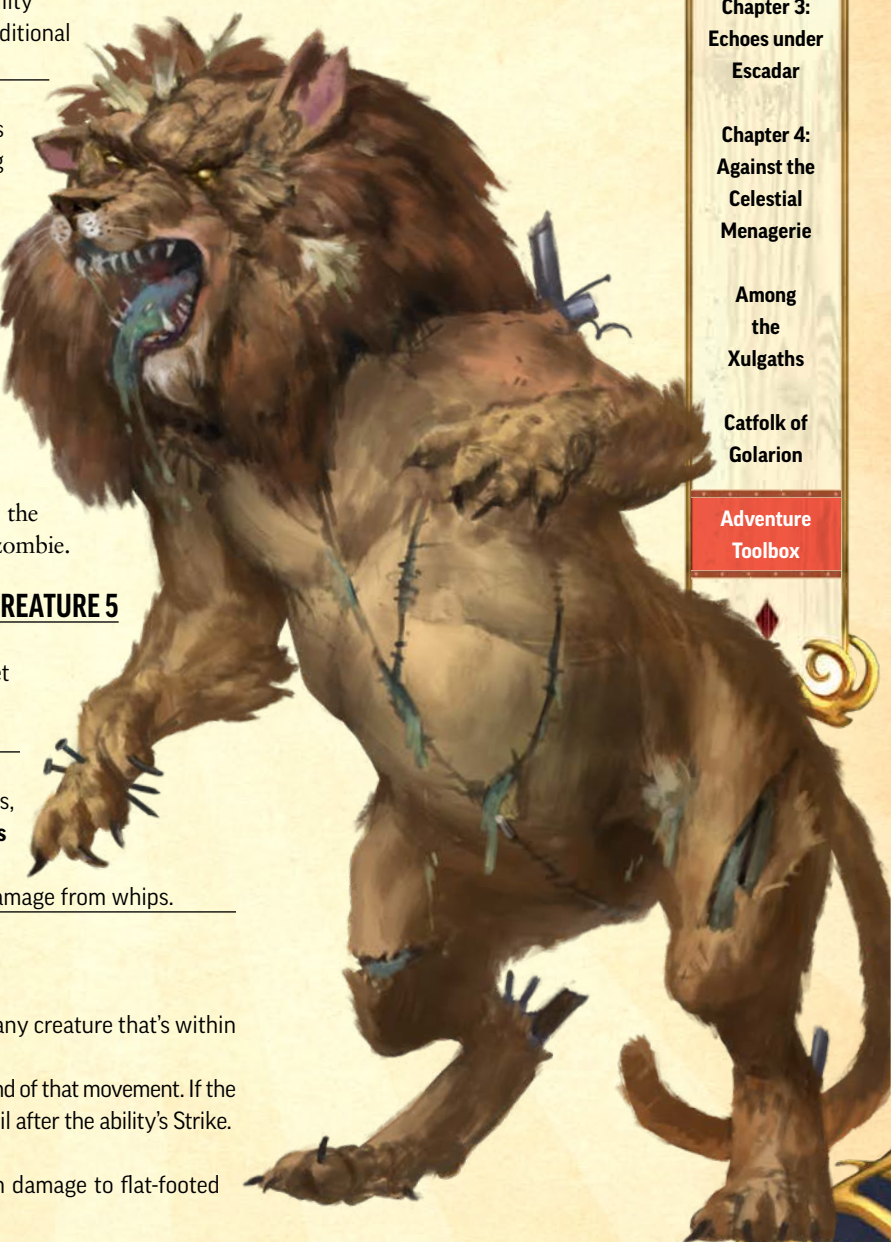 ditional
s
g
the
zombie.
REATURE 5
et
s,
s
amage from whips.
any creature that's within
nd of that movement. If the
il after the ability's Strike.
n damage to flat-footed
Chapter 3:
Echoes under
Escadar
Chapter 4:
Against the
Celestial
Menagerie
Among
the
Xulgaths
Catfolk of
Golarion
Adventure
Toolbox